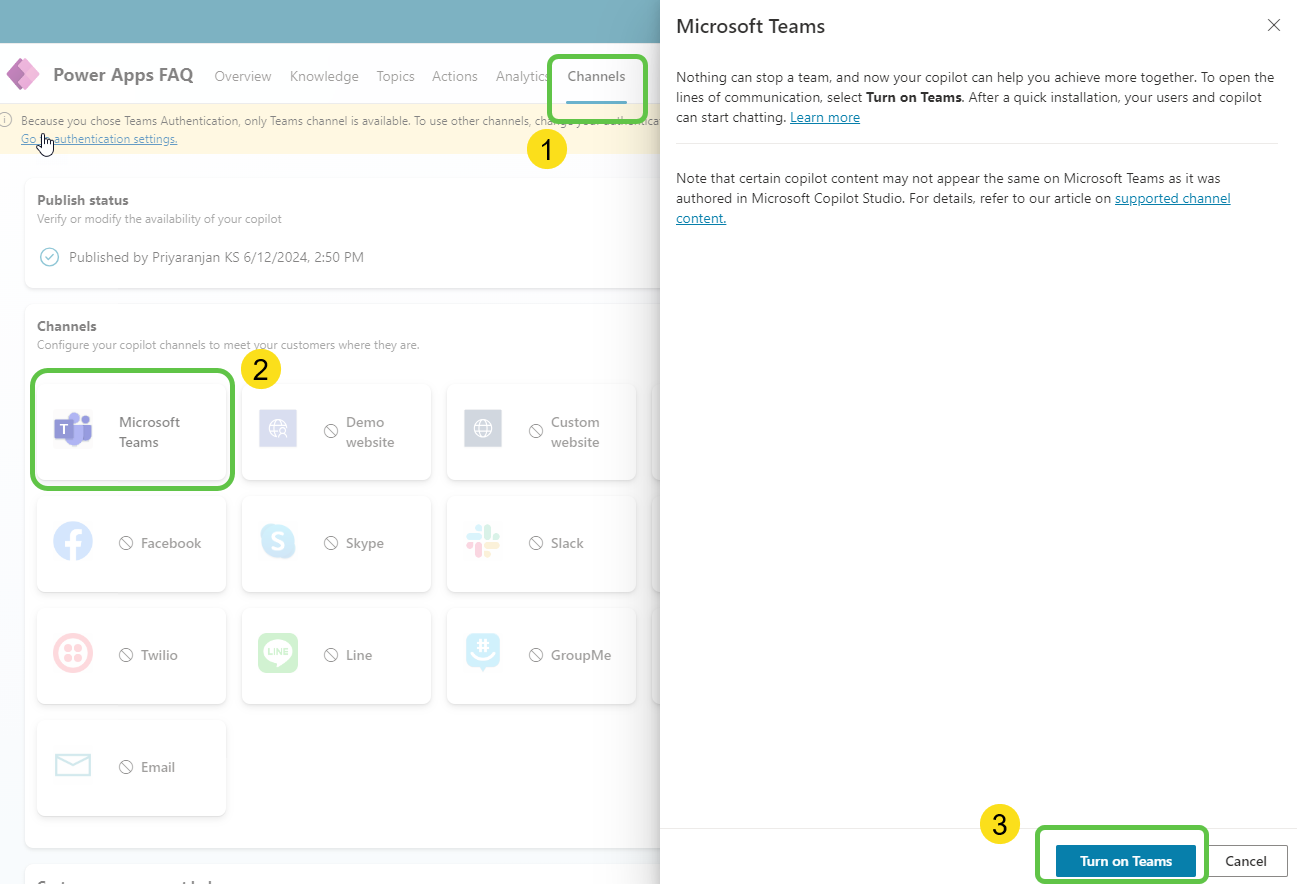 Power Apps FAQ
Overview
Knowledge
Topics
Actions
Analytics
Channels
1
Because you chose Teams Authentication, only Teams channel is available. To use other channels, change your
Go authentication settings.
Publish status
Verify or modify the availability of your copilot
Published by Priyaranjan KS 6/12/2024, 2:50 PM
Channels
Configure your copilot channels to meet your customers where they are.
2
Microsoft
Teams
Demo
website
Custom
website
Facebook
Skype
Slack
Twilio
LINE
Line
GroupMe
Email
Microsoft Teams
Nothing can stop a team, and now your copilot can help you achieve more together. To open the
lines of communication, select Turn on Teams. After a quick installation, your users and copilot
can start chatting. Learn more
Note that certain copilot content may not appear the same on Microsoft Teams as it was
authored in Microsoft Copilot Studio. For details, refer to our article on supported channel
content.
3
Turn on Teams
Cancel